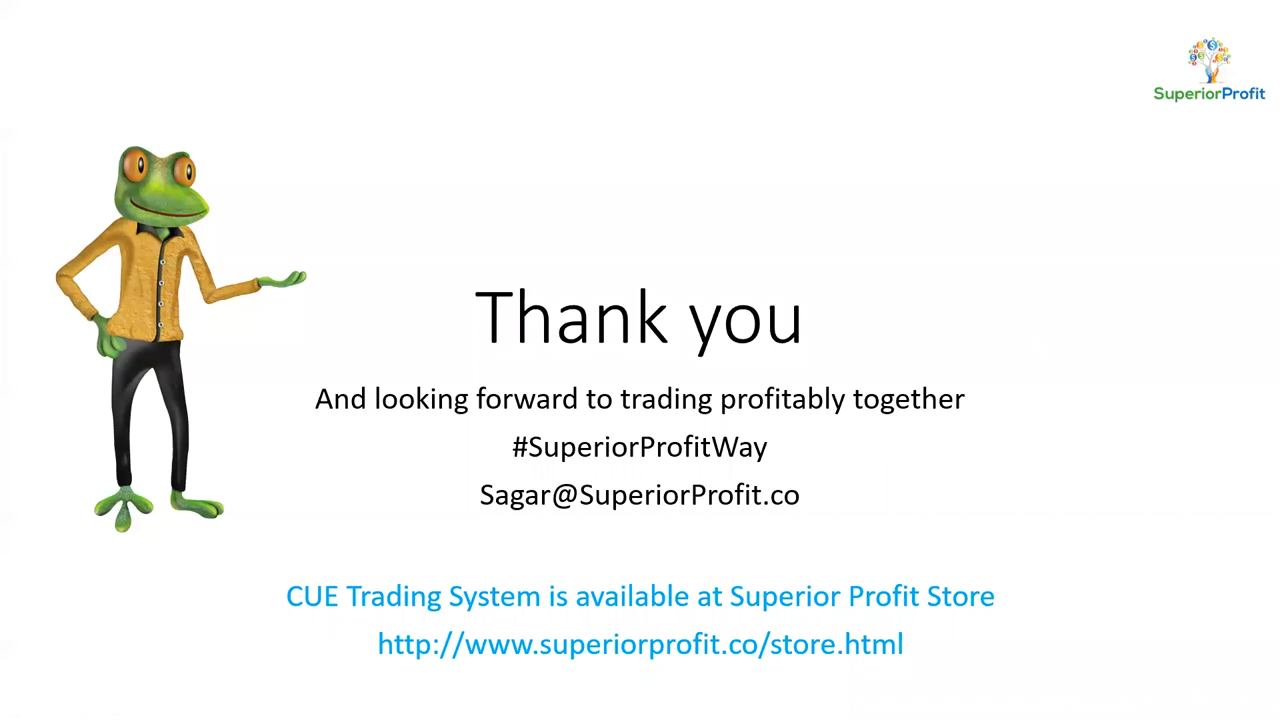 SuperiorProfit
Thank you
And looking forward to trading profitably together
#SuperiorProfitWay
Sagar@SuperiorProfit.co
CUE Trading System is available at Superior Profit Store
http://www.superiorprofit.co/store.html